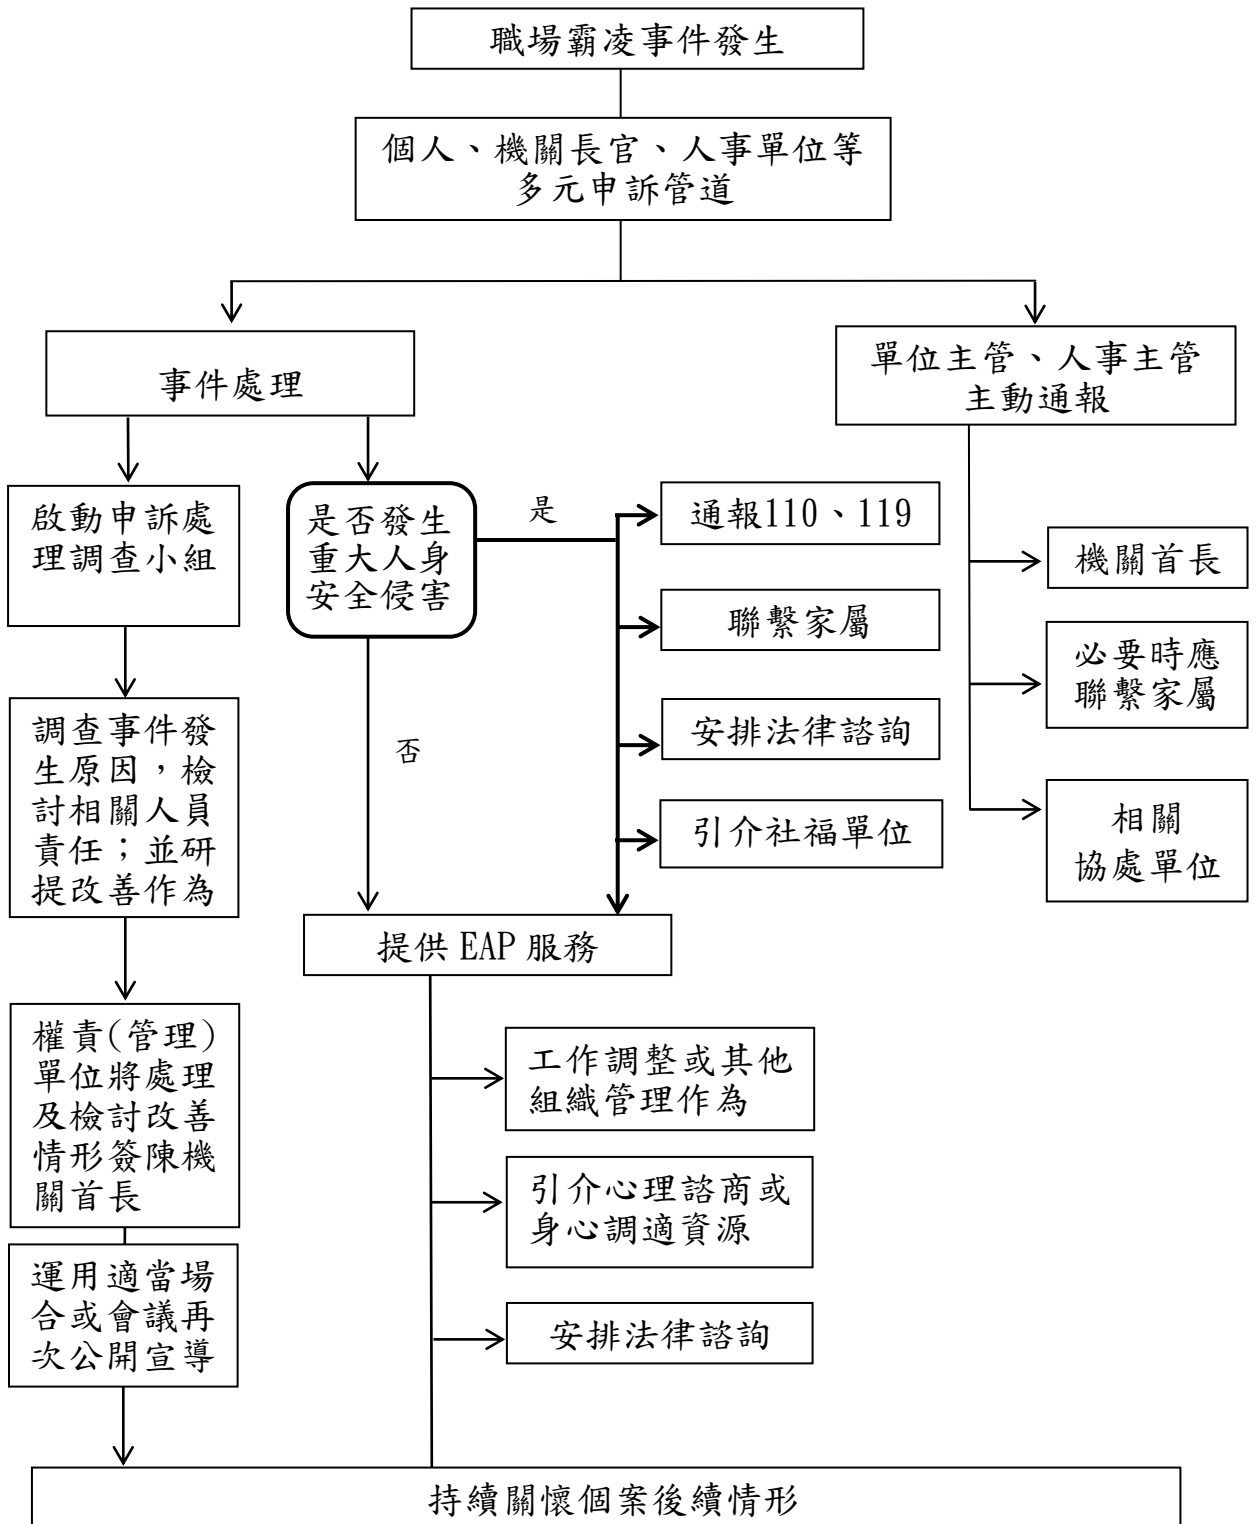 職場霸凌事件發生
個人、機關長官、人事單位等
多元申訴管道
事件處理
單位主管、人事主管
主動通報
啟動申訴處
理調查小組
是否發生
重大人身
安全侵害
是
否
通報110、119
聯繫家屬
安排法律諮詢
引介社福單位
機關首長
必要時應
聯繫家屬
相關
協處單位
調查事件發
生原因，檢
討相關人員
責任；並研
提改善作為
提供 EAP 服務
權責(管理)
單位將處理
及檢討改善
情形簽陳機
關首長
工作調整或其他
組織管理作為
引介心理諮商或
身心調適資源
安排法律諮詢
運用適當場
合或會議再
次公開宣導
持續關懷個案後續情形